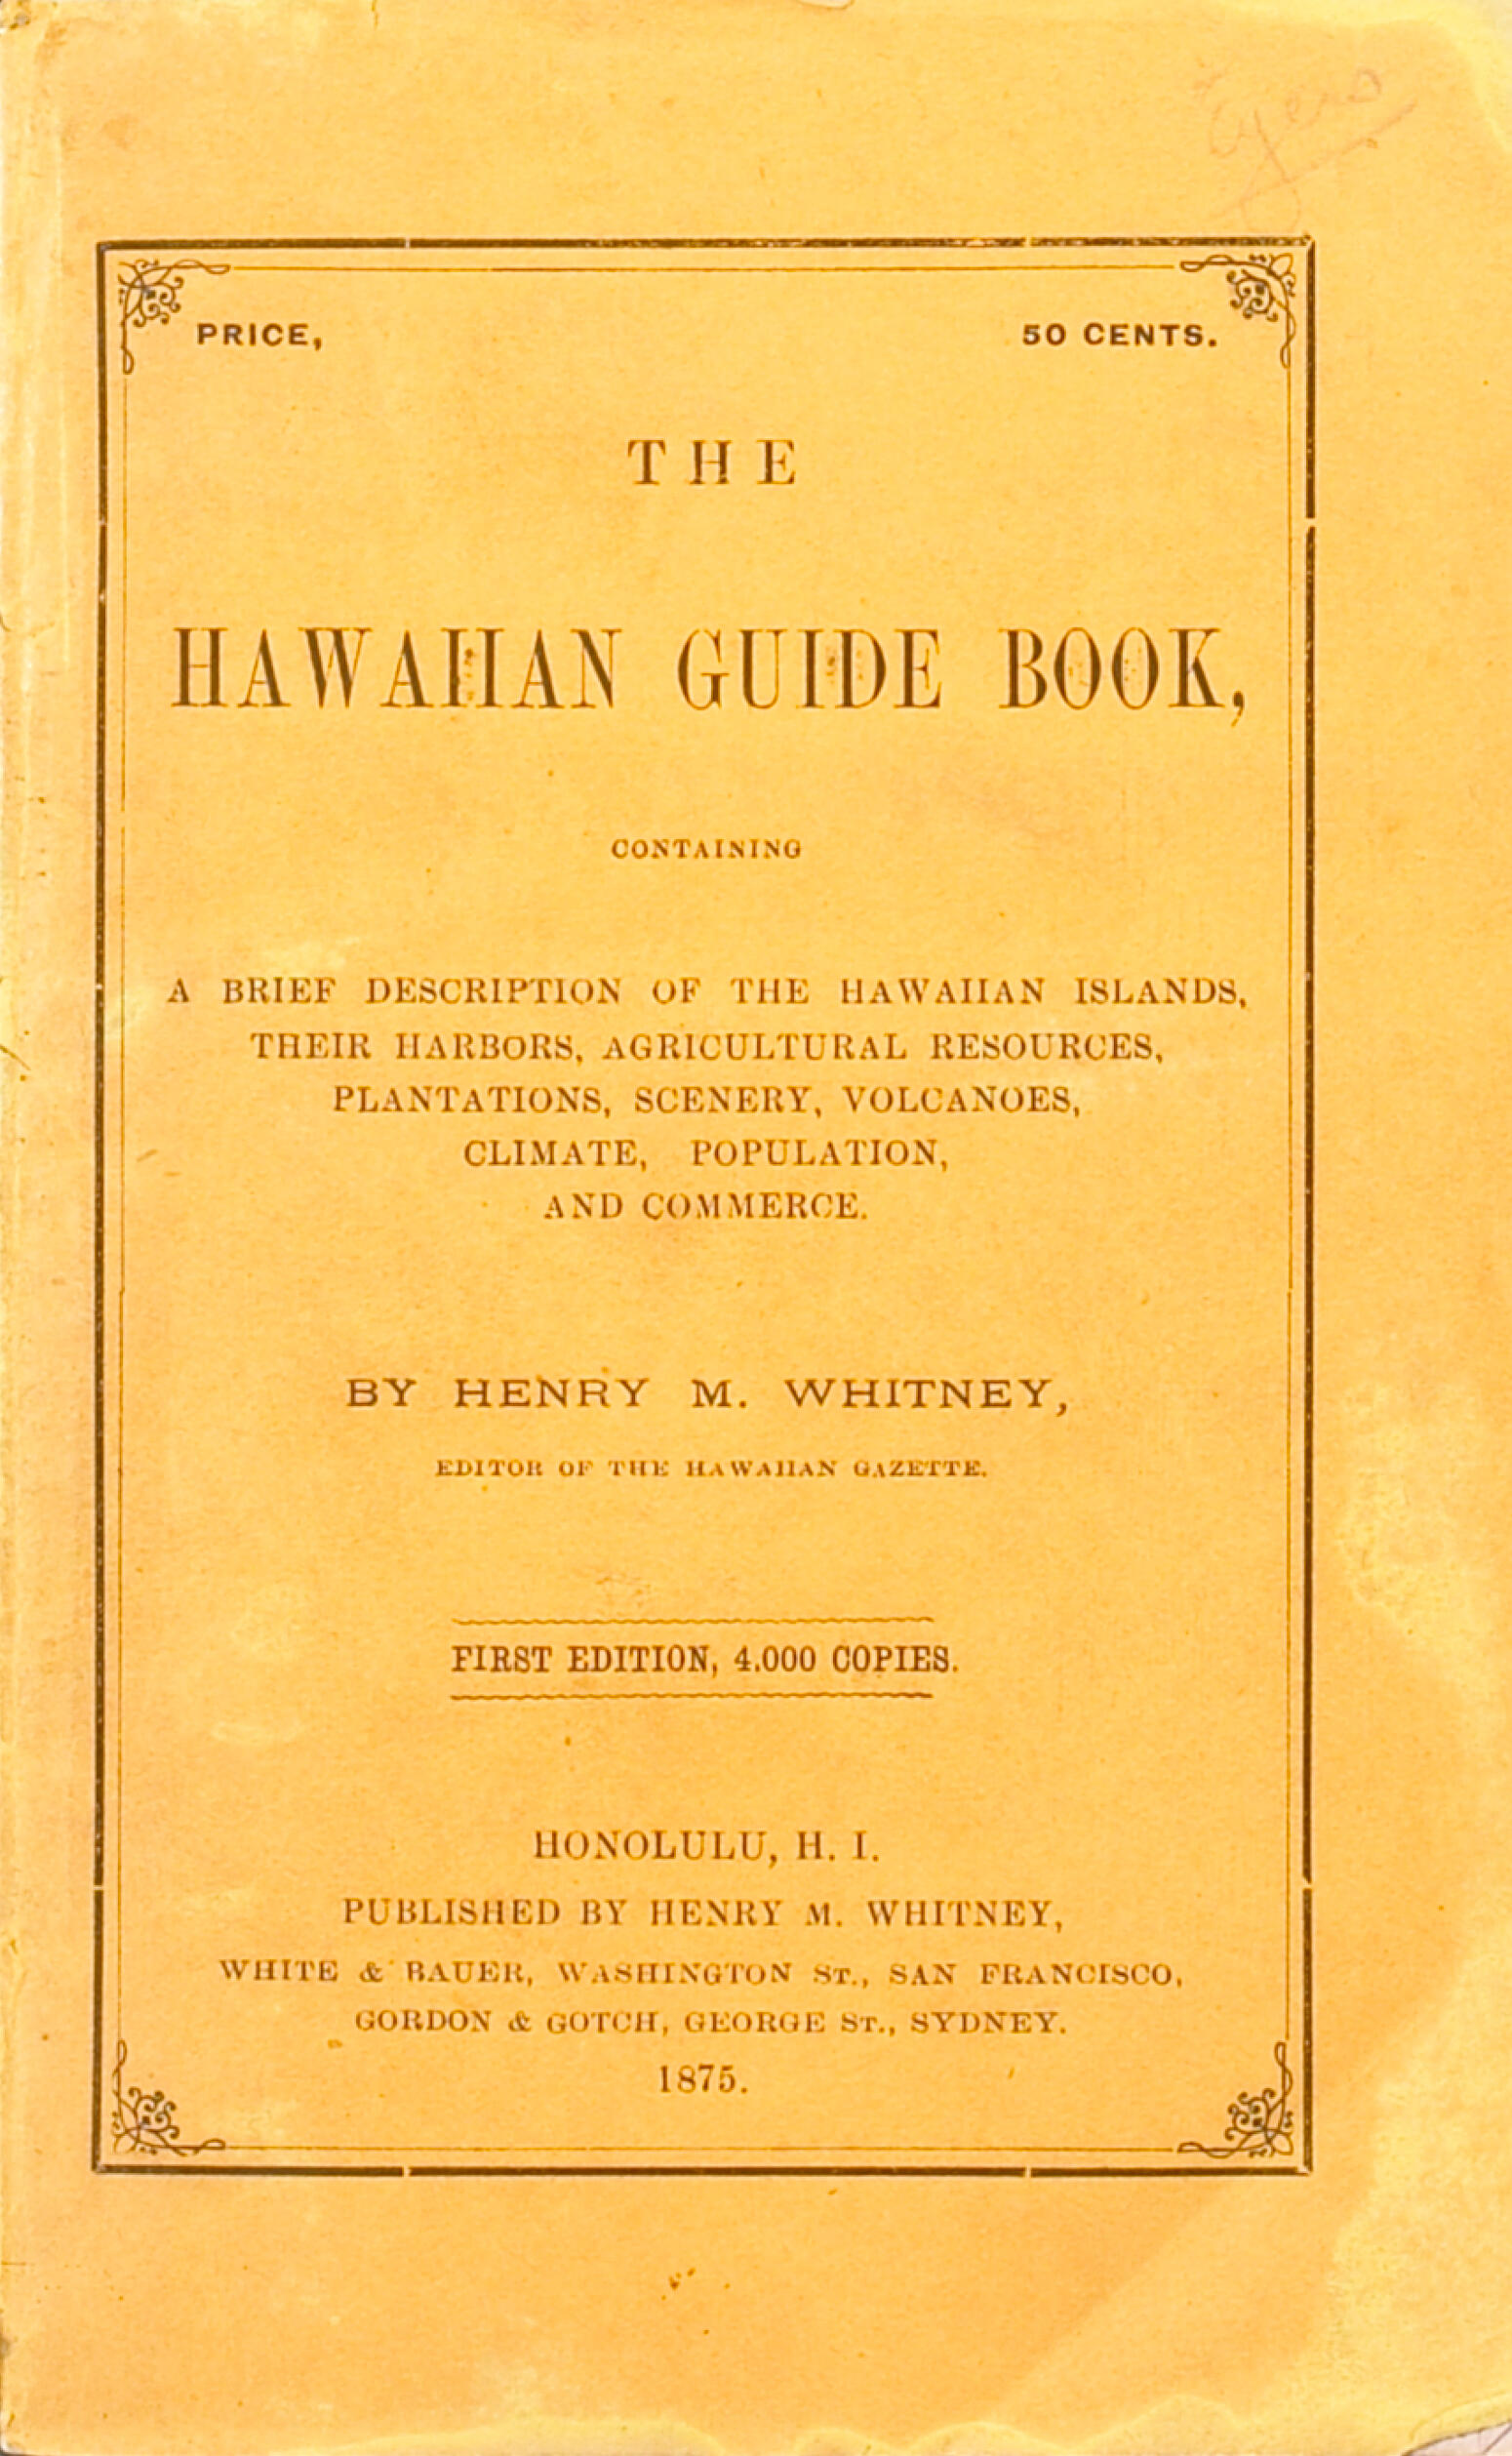 PRICE, 50 CENTS.
THE
HAWAIIAN GUIDE BOOK,
CONTAINING
A BRIEF DESCRIPTION OF THE HAWAIIAN ISLANDS,
THEIR HARBORS, AGRICULTURAL RESOURCES,
PLANTATIONS, SCENERY, VOLCANOES,
CLIMATE, POPULATION,
AND COMMERCE.
BY HENRY M. WHITNEY,
EDITOR OF THE HAWAIIAN GAZETTE.
FIRST EDITION, 4.000 COPIES.
HONOLULU, H. I.
PUBLISHED BY HENRY M. WHITNEY,
WHITE & BAUER, WASHINGTON ST., SAN FRANCISCO,
GORDON & GOTCH, GEORGE ST., SYDNEY.
1875.